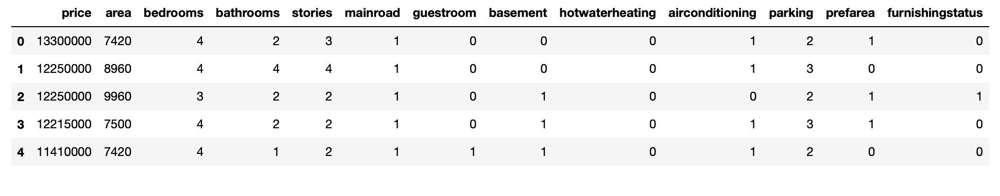 price area bedrooms bathrooms stories mainroad guestroom basement hotwaterheating airconditioning parking prefarea furnishingstatus
0 13300000 7420 4 2 3 1 0 0 0 1 2 1 0
1 12250000 8960 4 4 4 1 0 0 0 1 3 0 0
2 12250000 9960 3 2 2 1 0 1 0 0 2 1 1
3 12215000 7500 4 2 2 1 0 1 0 1 3 1 0
4 11410000 7420 4 1 2 1 1 1 0 1 2 0 0